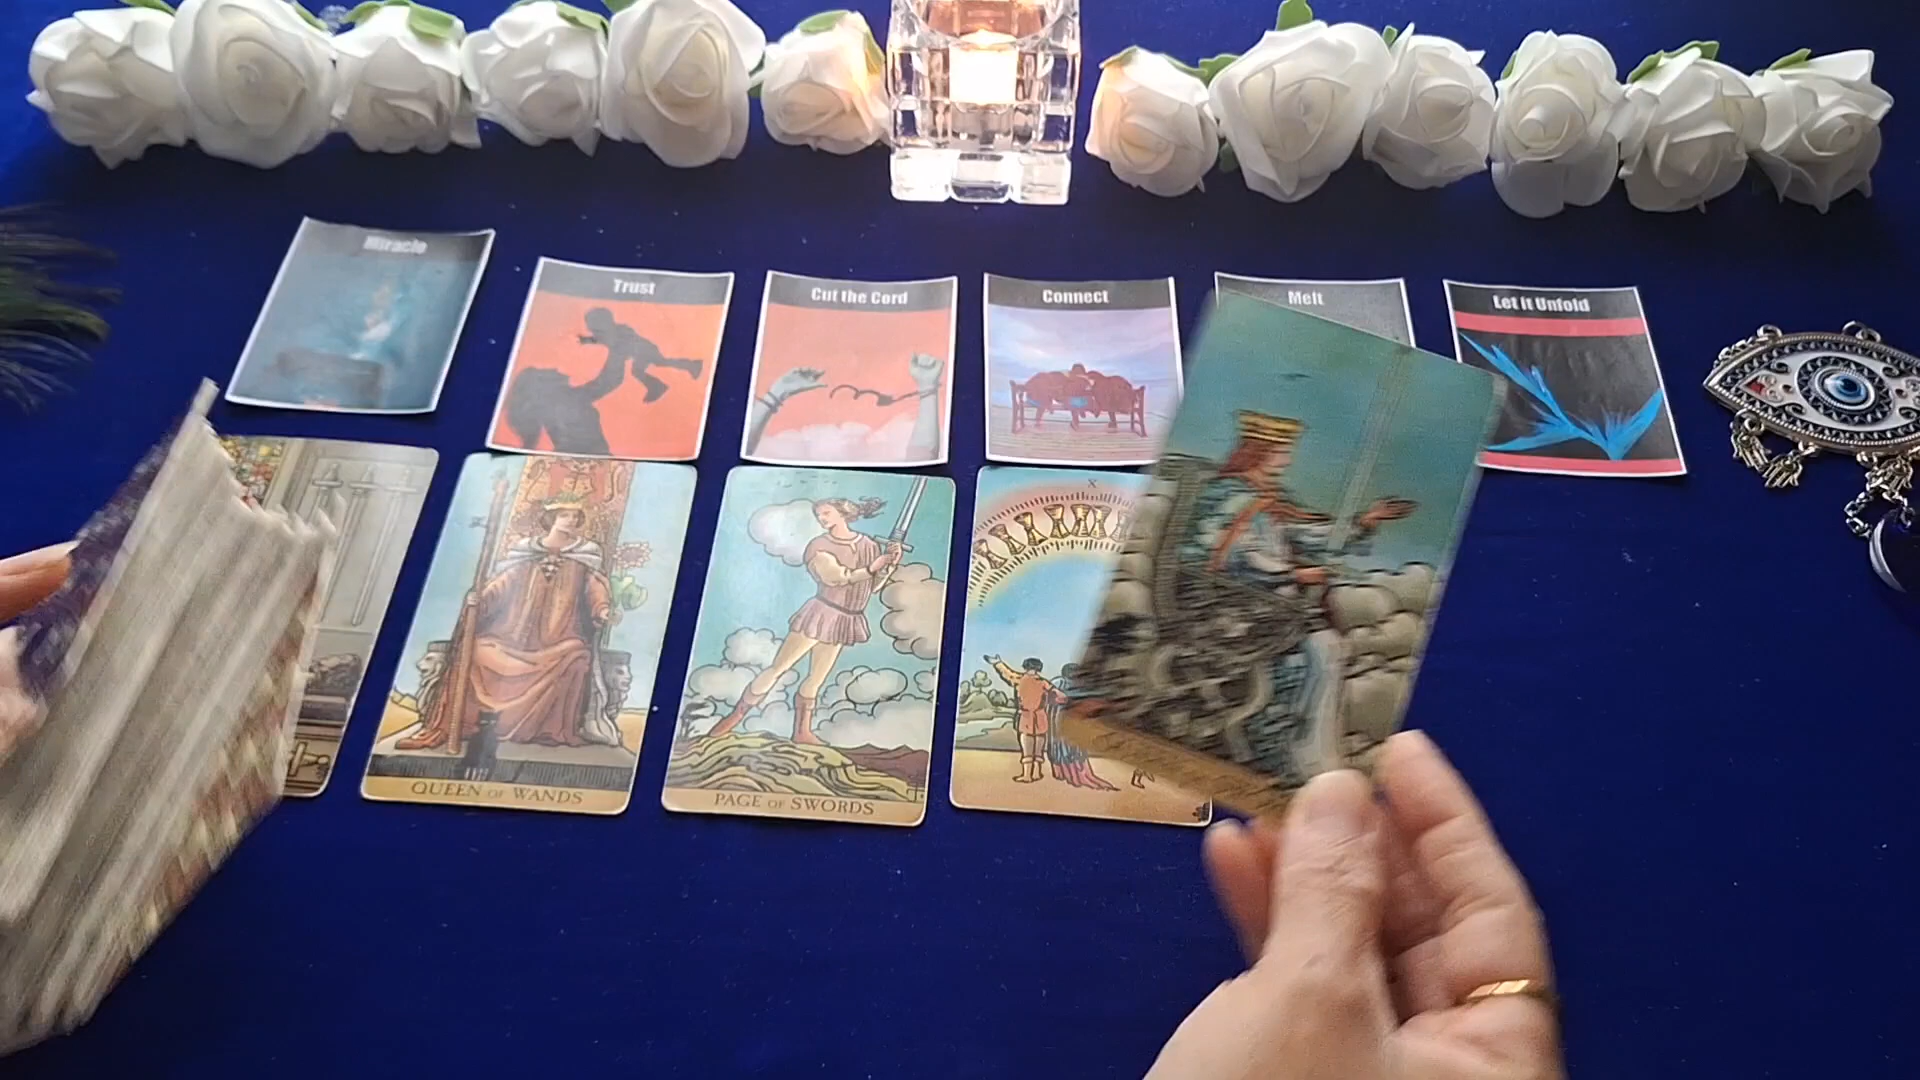 Miracle
Trust
Cut the Cord
Connect
Melt
Let it Unfold
X
QUEEN OF WANDS
PAGE OF SWORDS